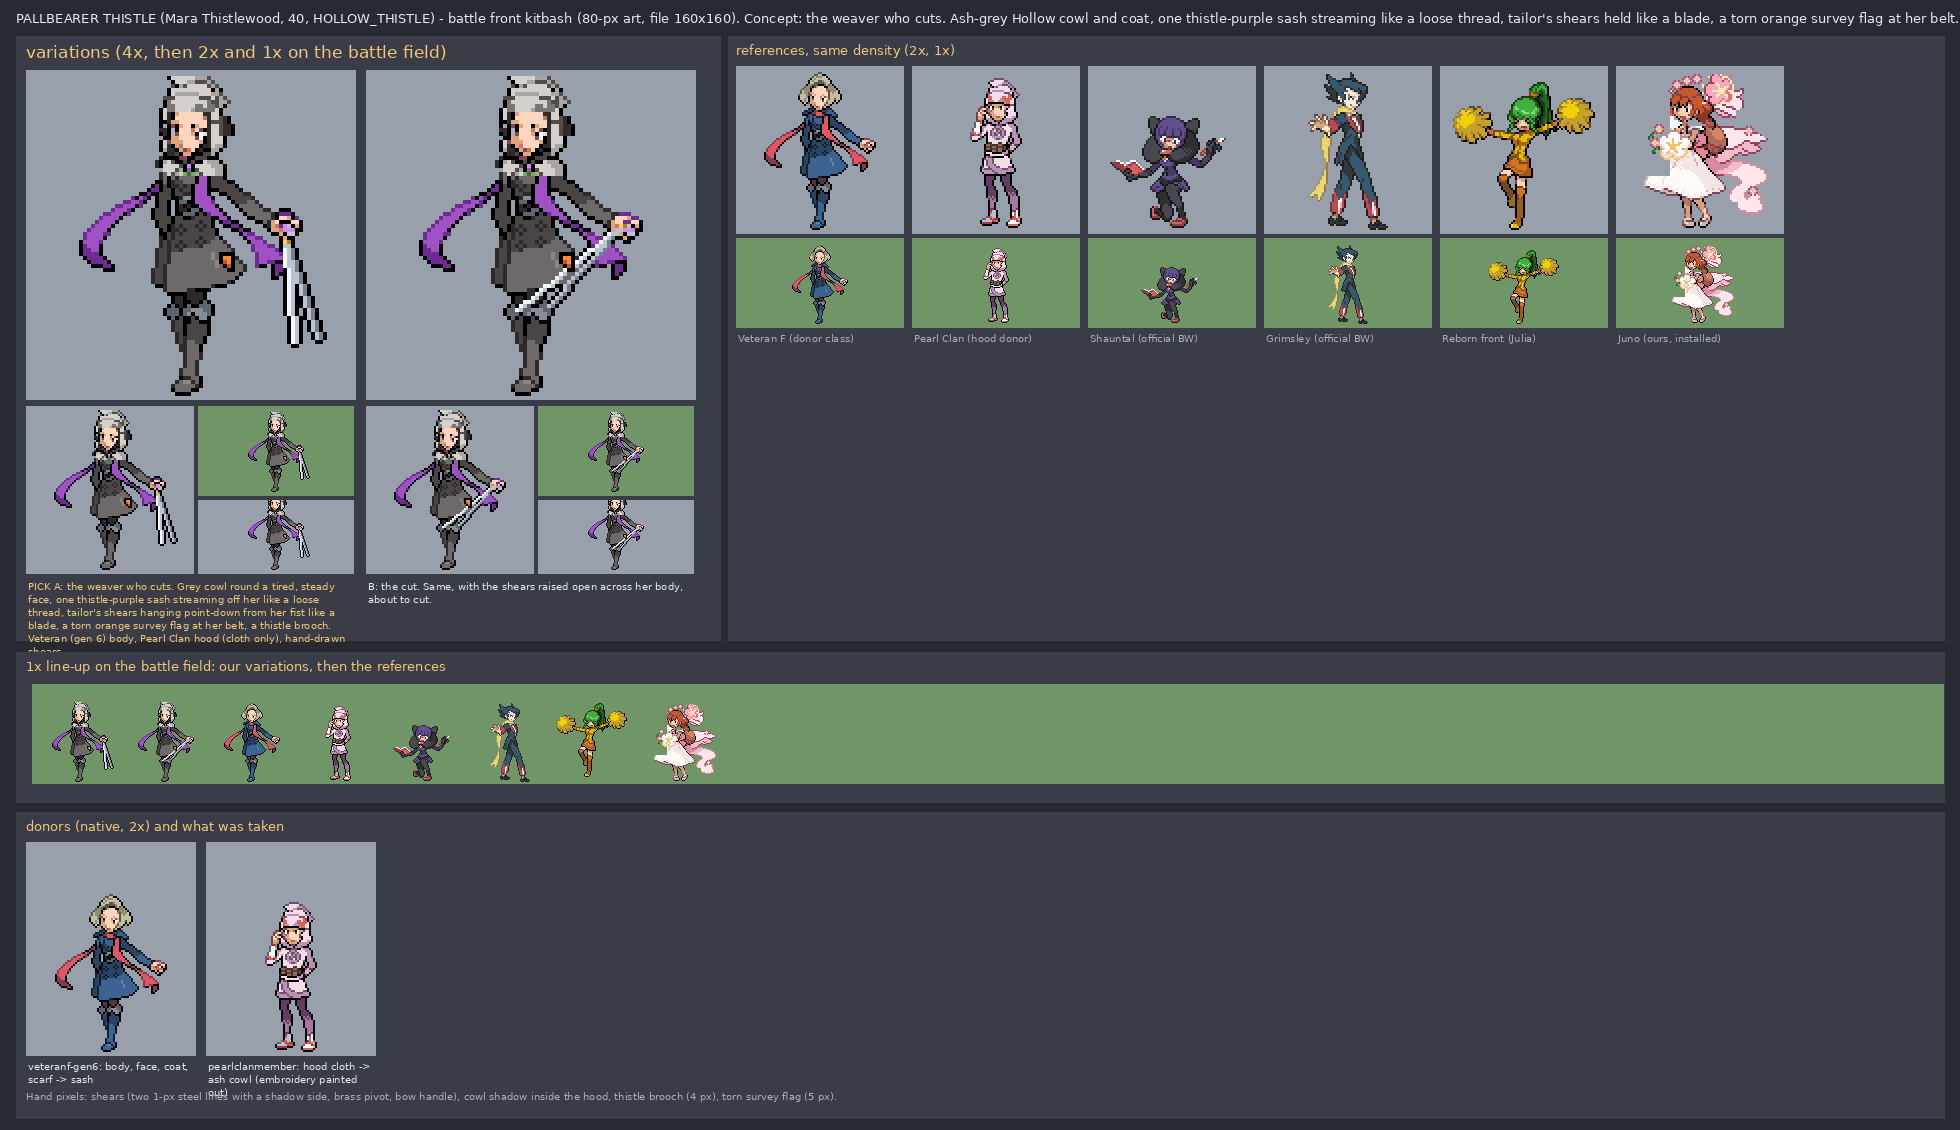 PALLBEARER THISTLE (Mara Thistlewood, 40, HOLLOW_THISTLE) - battle front kitbash (80-px art, file 160x160). Concept: the weaver who cuts. Ash-grey Hollow cowl and coat, one thistle-purple sash streaming like a loose thread, tailor's shears held like a blade, a torn orange survey flag at her belt.
variations (4x, then 2x and 1x on the battle field)
references, same density (2x, 1x)
Veteran F (donor class)
Pearl Clan (hood donor)
Shauntal (official BW)
Grimsley (official BW)
Reborn front (Julia)
Juno (ours, installed)
PICK A: the weaver who cuts. Grey cowl round a tired, steady
face, one thistle-purple sash streaming off her like a loose
thread, tailor's shears hanging point-down from her fist like a
blade, a torn orange survey flag at her belt, a thistle brooch.
Veteran (gen 6) body, Pearl Clan hood (cloth only), hand-drawn
shears.
B: the cut. Same, with the shears raised open across her body,
about to cut.
1x line-up on the battle field: our variations, then the references
donors (native, 2x) and what was taken
veteranf-gen6: body, face, coat,
scarf -> sash
pearlclanmember: hood cloth ->
ash cowl (embroidery painted
out)
Hand pixels: shears (two 1-px steel lines with a shadow side, brass pivot, bow handle), cowl shadow inside the hood, thistle brooch (4 px), torn survey flag (5 px).